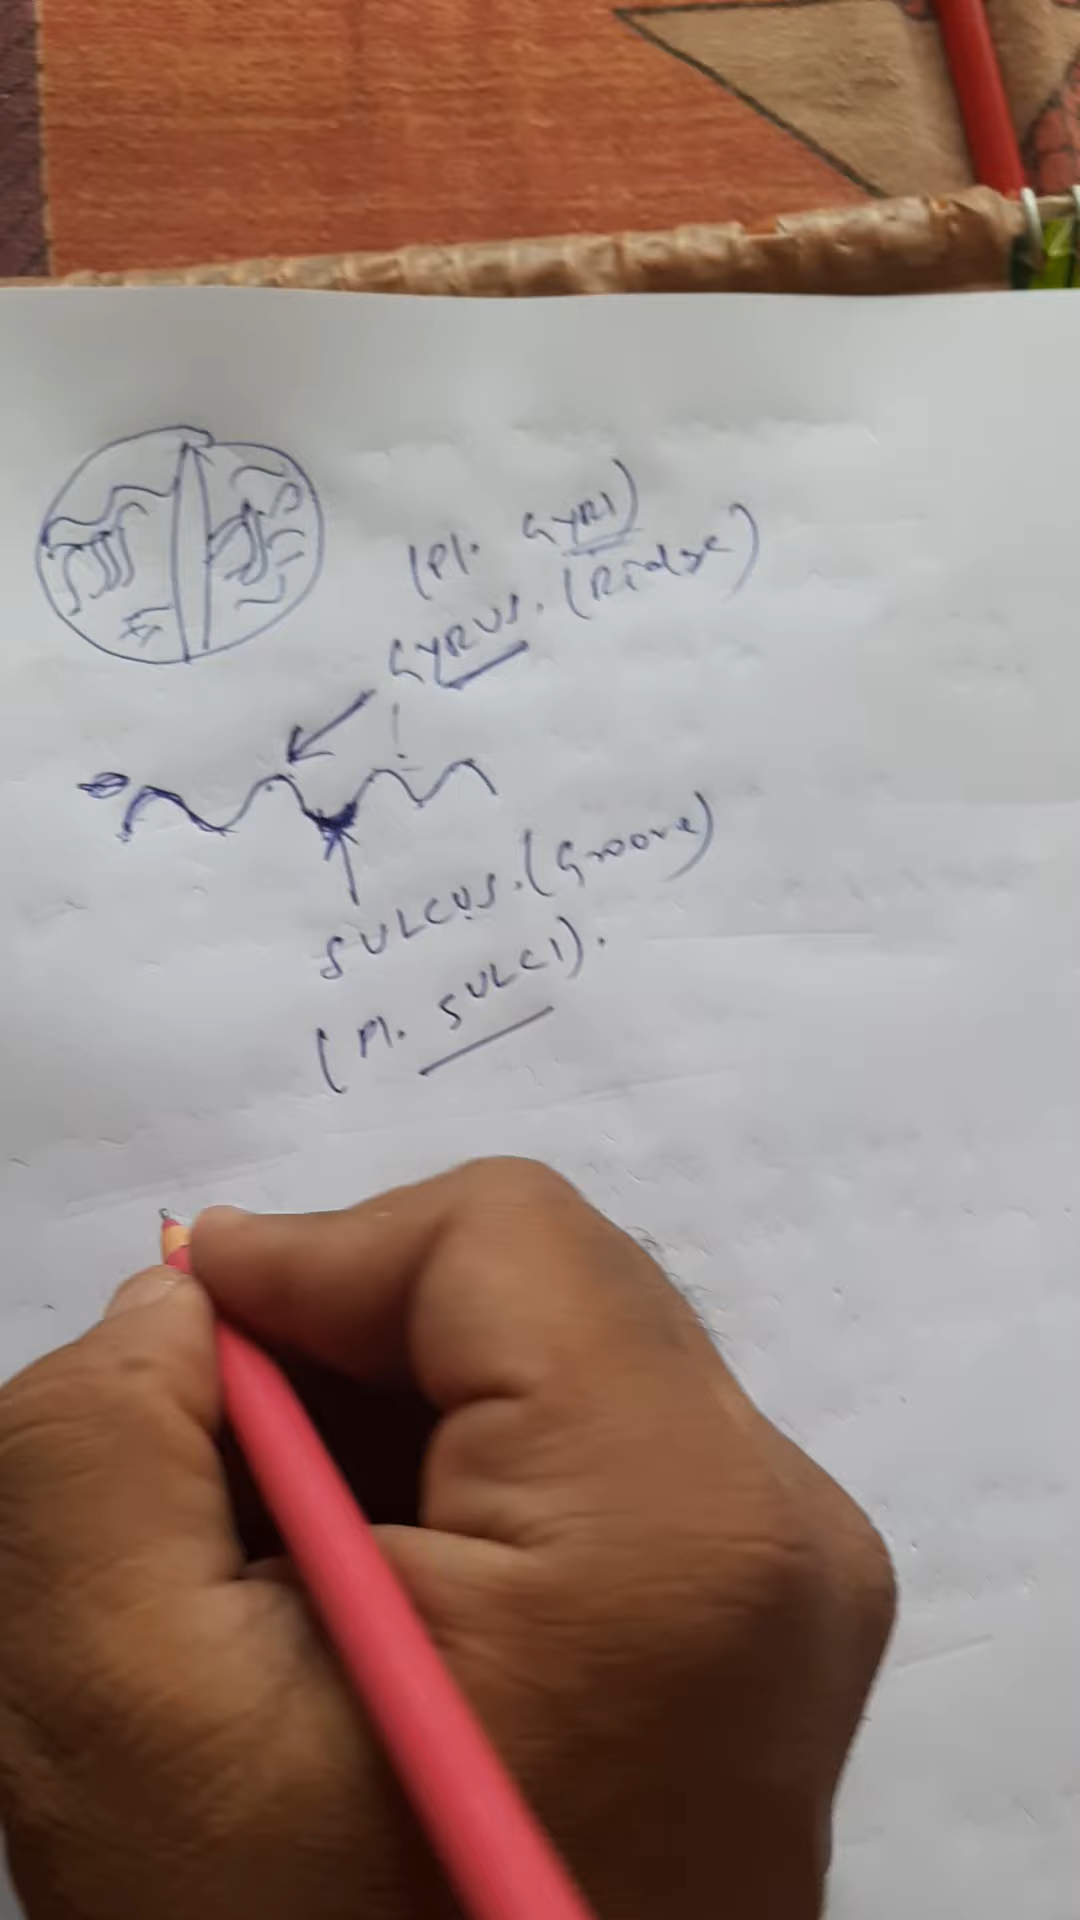 (Pl. GYRI)
GYRUS. (Ridge)
SULCUS. (Groove)
(Pl. SULCI).